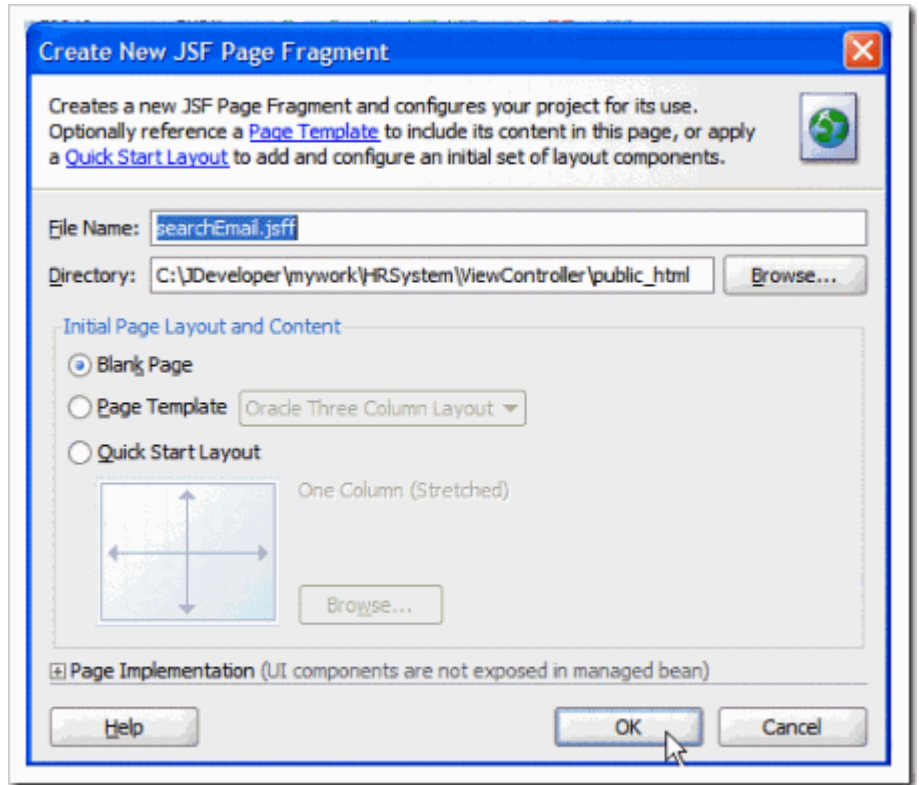 Create New JSF Page Fragment
Creates a new JSF Page Fragment and configures your project for its use.
Optionally reference a Page Template to include its content in this page, or apply
a Quick Start Layout to add and configure an initial set of layout components.
File Name: searchEmail.jsff
Directory: C:\JDeveloper\mywork\HRSystem\ViewController\public_html Browse...
Initial Page Layout and Content
Blank Page
Page Template Oracle Three Column Layout
Quick Start Layout
One Column (Stretched)
Browse...
Page Implementation (UI components are not exposed in managed bean)
Help OK Cancel